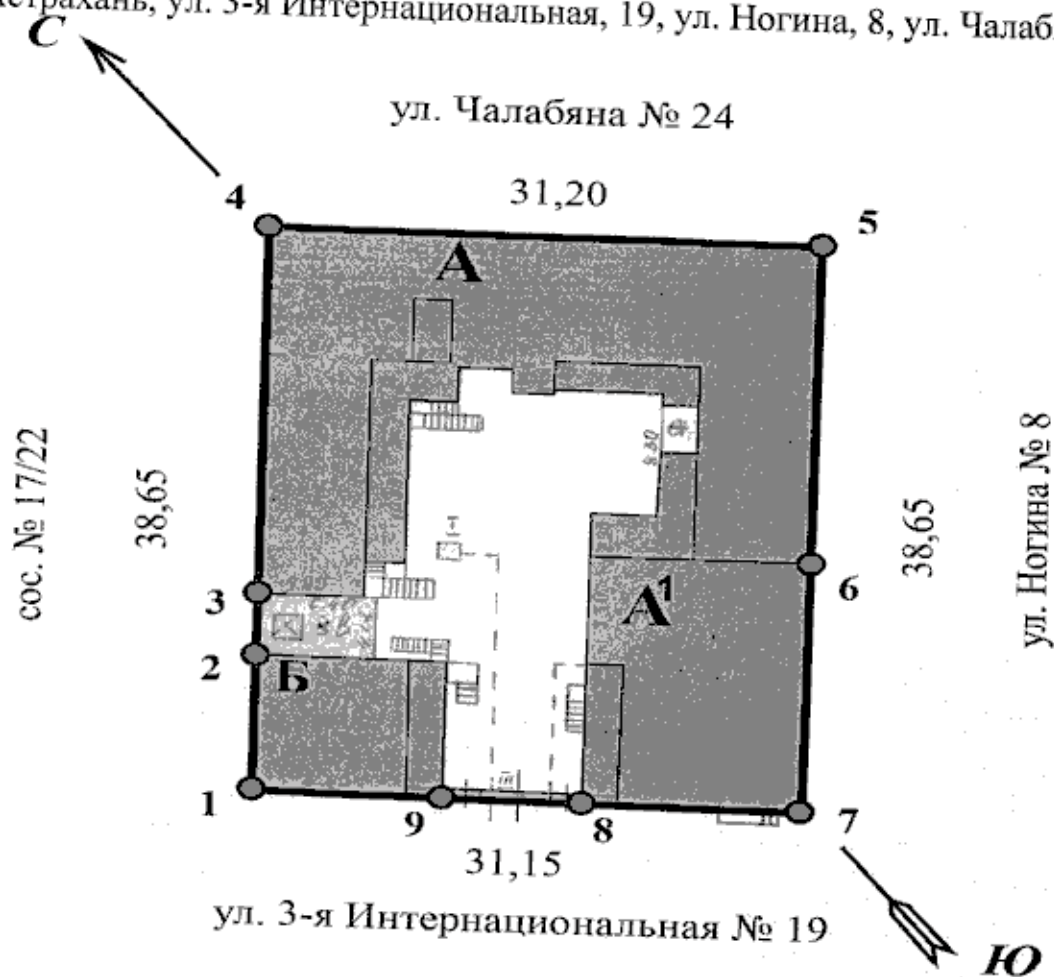 ул. 3-я Интернациональная, 19, ул. Ногина, 8, ул.
С
ул. Чалабяна № 24
31,20
4
5
А
сос. № 17/22
38,65
8.30
38,65
ул. Ногина № 8
3
6
А¹
2
Б
1
9
8
7
31,15
ул. 3-я Интернациональная № 19
Ю